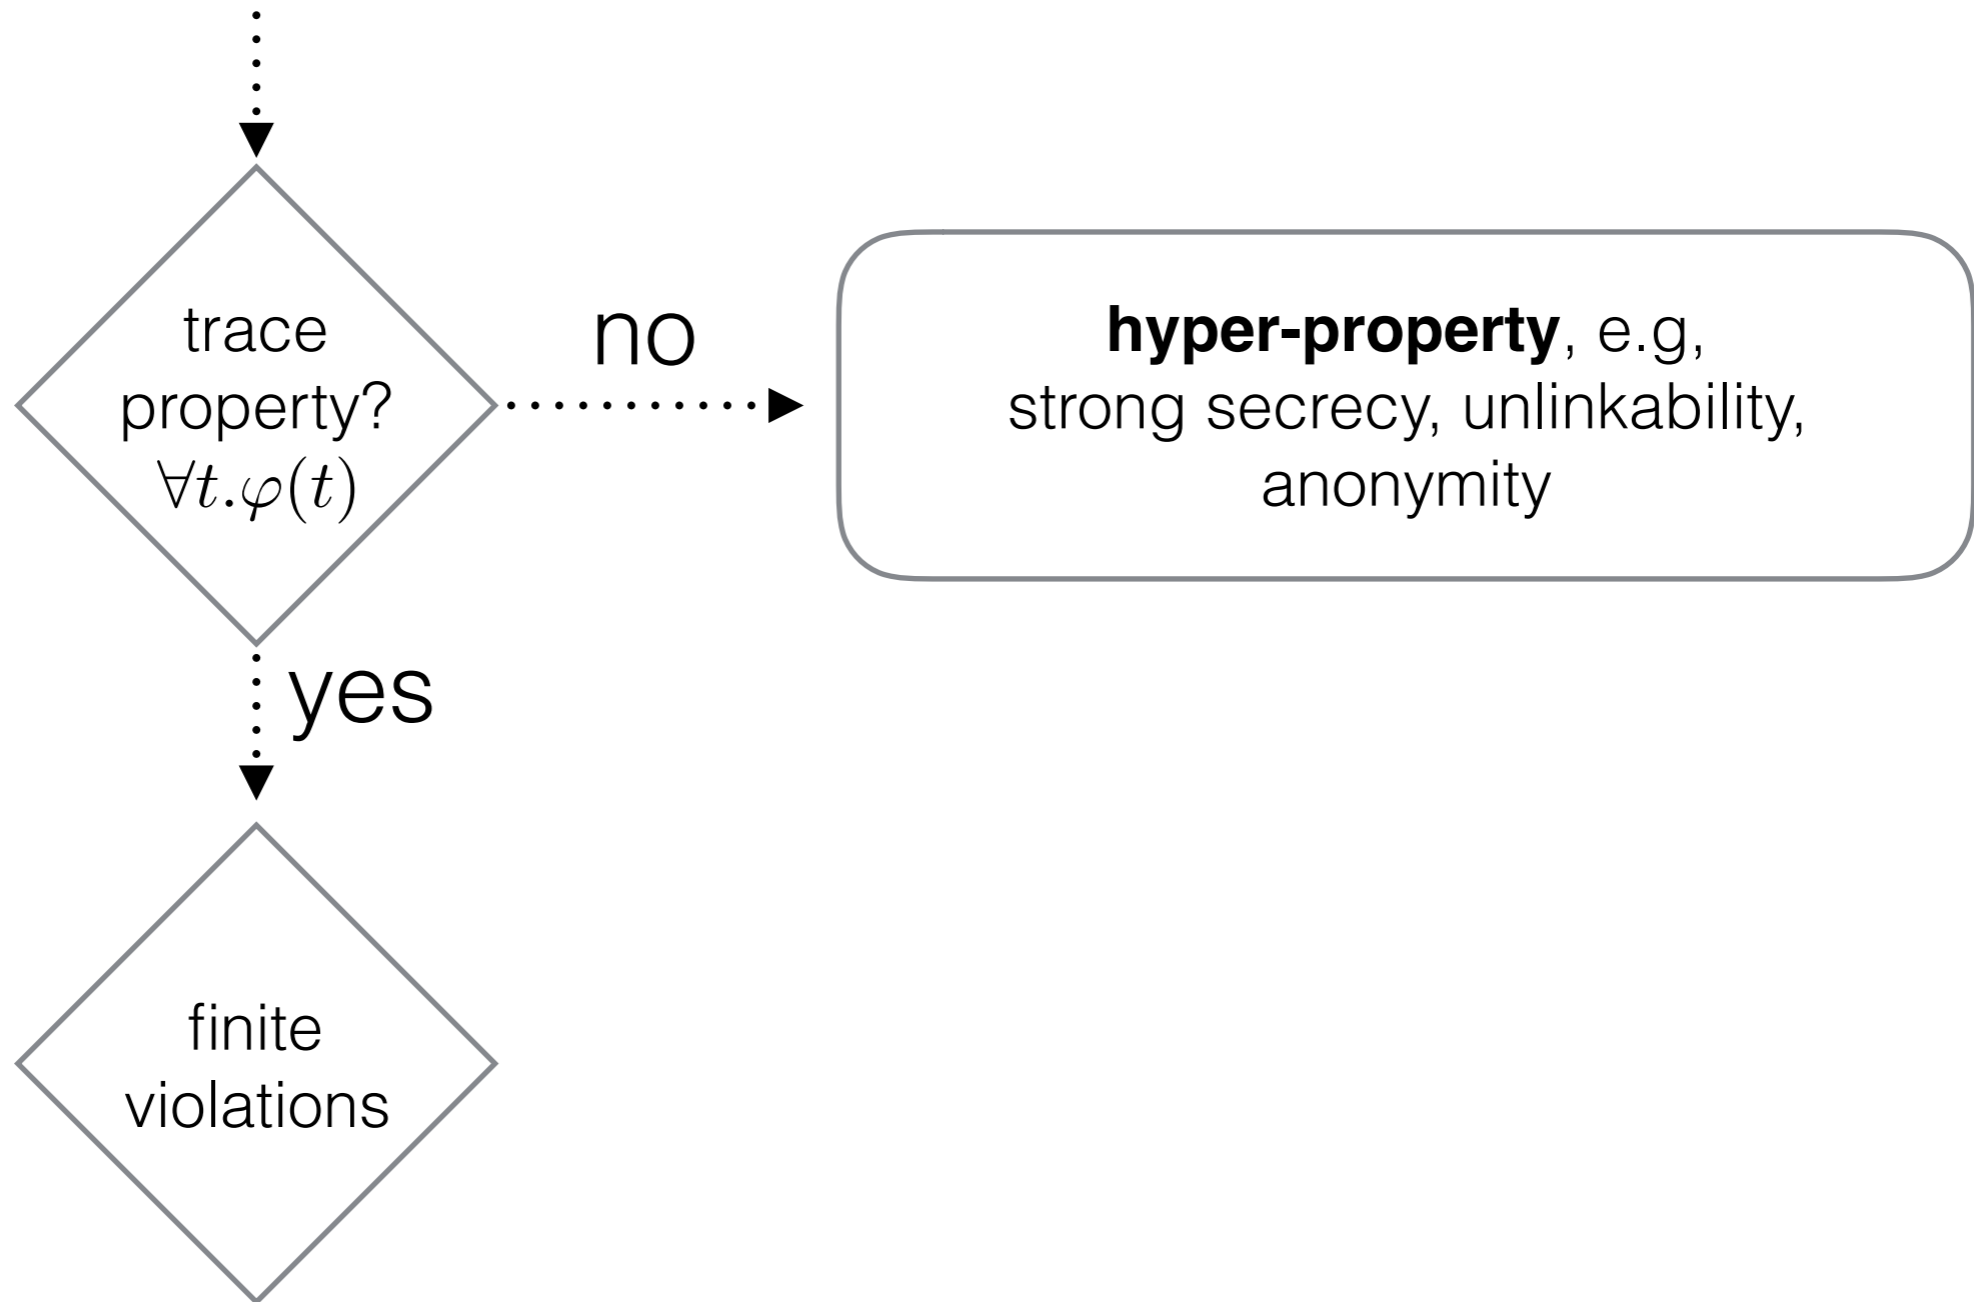 trace
property?
∀t.φ(t)
no
hyper-property, e.g,
strong secrecy, unlinkability,
anonymity
yes
finite
violations